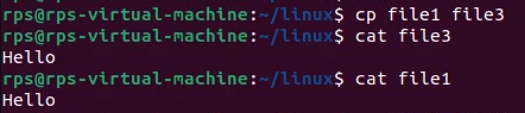 rps@rps-virtual-machine:~/linux$ cp file1 file3
rps@rps-virtual-machine:~/linux$ cat file3
Hello
rps@rps-virtual-machine:~/linux$ cat file1
Hello